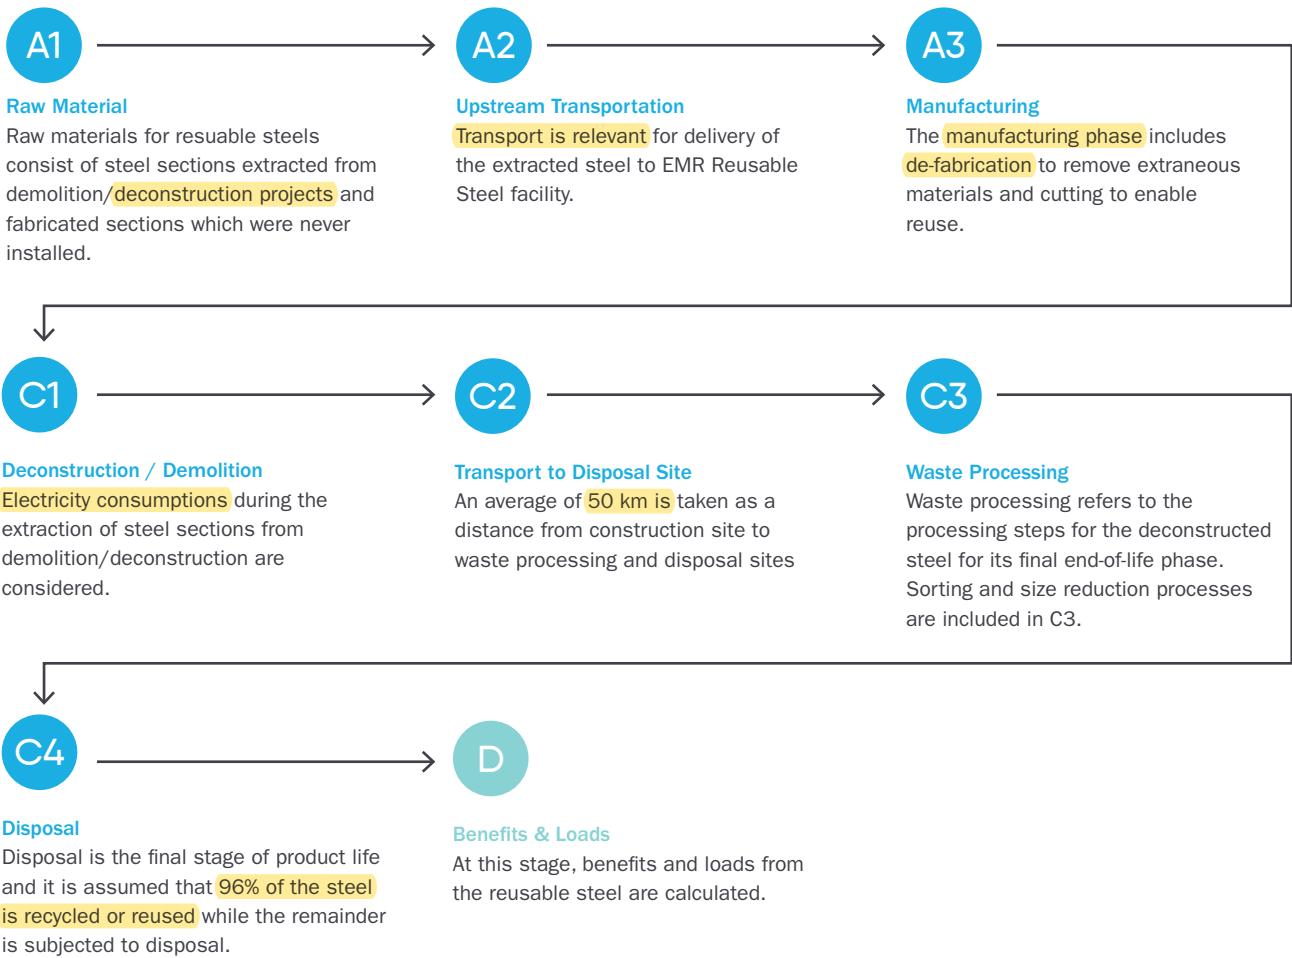 A1
Raw Material
Raw materials for resuable steels
consist of steel sections extracted from
demolition/deconstruction projects and
fabricated sections which were never
installed.
A2
Upstream Transportation
Transport is relevant for delivery of
the extracted steel to EMR Reusable
Steel facility.
A3
Manufacturing
The manufacturing phase includes
de-fabrication to remove extraneous
materials and cutting to enable
reuse.
C1
Deconstruction / Demolition
Electricity consumptions during the
extraction of steel sections from
demolition/deconstruction are
considered.
C2
Transport to Disposal Site
An average of 50 km is taken as a
distance from construction site to
waste processing and disposal sites
C3
Waste Processing
Waste processing refers to the
processing steps for the deconstructed
steel for its final end-of-life phase.
Sorting and size reduction processes
are included in C3.
C4
Disposal
Disposal is the final stage of product life
and it is assumed that 96% of the steel
is recycled or reused while the remainder
is subjected to disposal.
D
Benefits & Loads
At this stage, benefits and loads from
the reusable steel are calculated.